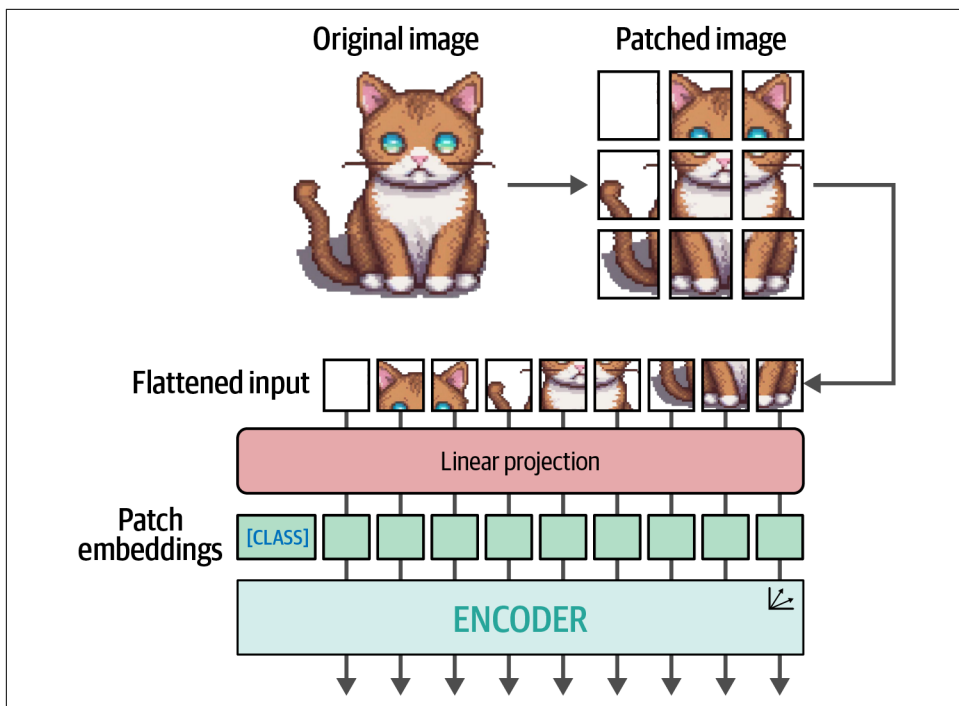 Original image
Patched image
Flattened input
Linear projection
Patch
embeddings
[CLASS]
ENCODER